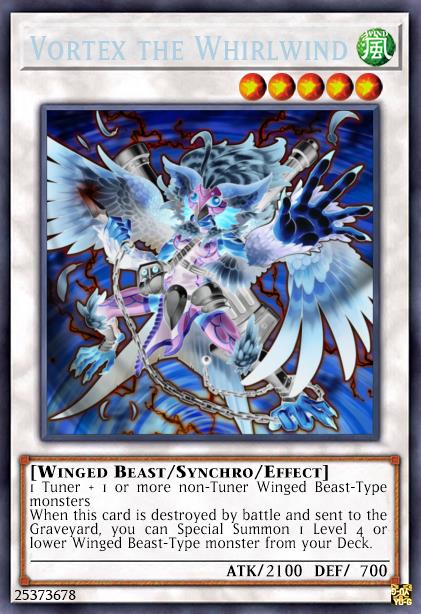 Vortex the Whirlwind
WIND
風
[Winged Beast/Synchro/Effect]
1 Tuner + 1 or more non-Tuner Winged Beast-Type
monsters
When this card is destroyed by battle and sent to the
Graveyard, you can Special Summon 1 Level 4 or
lower Winged Beast-Type monster from your Deck.
ATK/2100 DEF/ 700
25373678